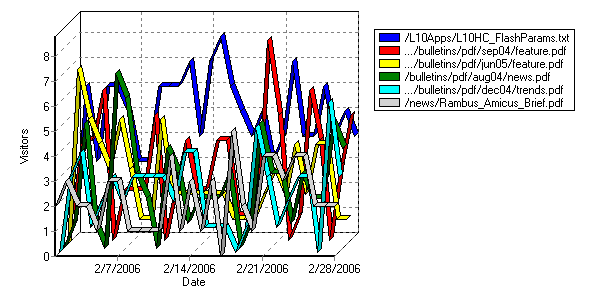 /L10Apps/L10HC_FlashParams.txt
.../bulletins/pdf/sep04/feature.pdf
.../bulletins/pdf/jun05/feature.pdf
/bulletins/pdf/aug04/news.pdf
.../bulletins/pdf/dec04/trends.pdf
/news/Rambus_Amicus_Brief.pdf
Visitors
8
7
6
5
4
3
2
1
0
2/7/2006 2/14/2006 2/21/2006 2/28/2006
Date